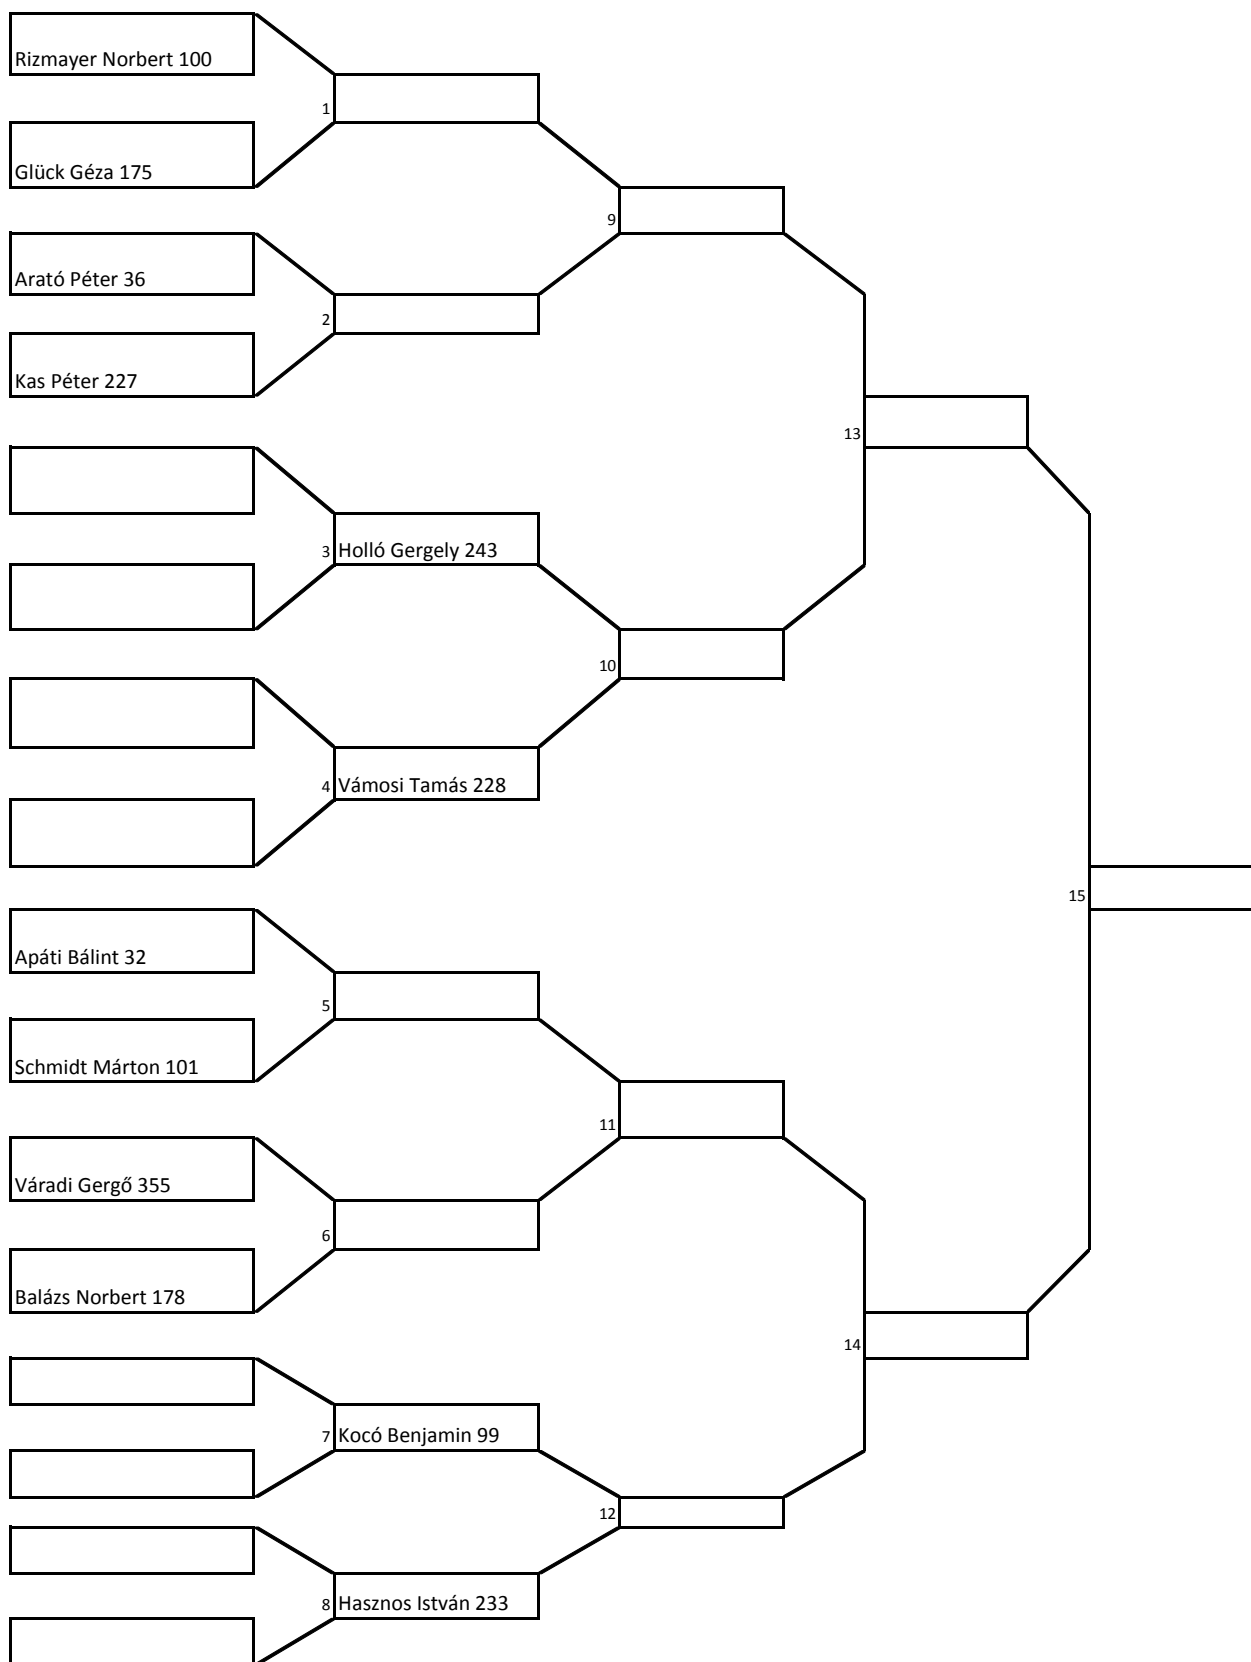 Rizmayer Norbert 100
1
Glück Géza 175
9
Arató Péter 36
2
Kas Péter 227
13
3 Holló Gergely 243
10
4 Vámosi Tamás 228
15
Apáti Bálint 32
5
Schmidt Márton 101
11
Váradi Gergő 355
6
Balázs Norbert 178
14
7 Kocó Benjamin 99
12
8 Hasznos István 233